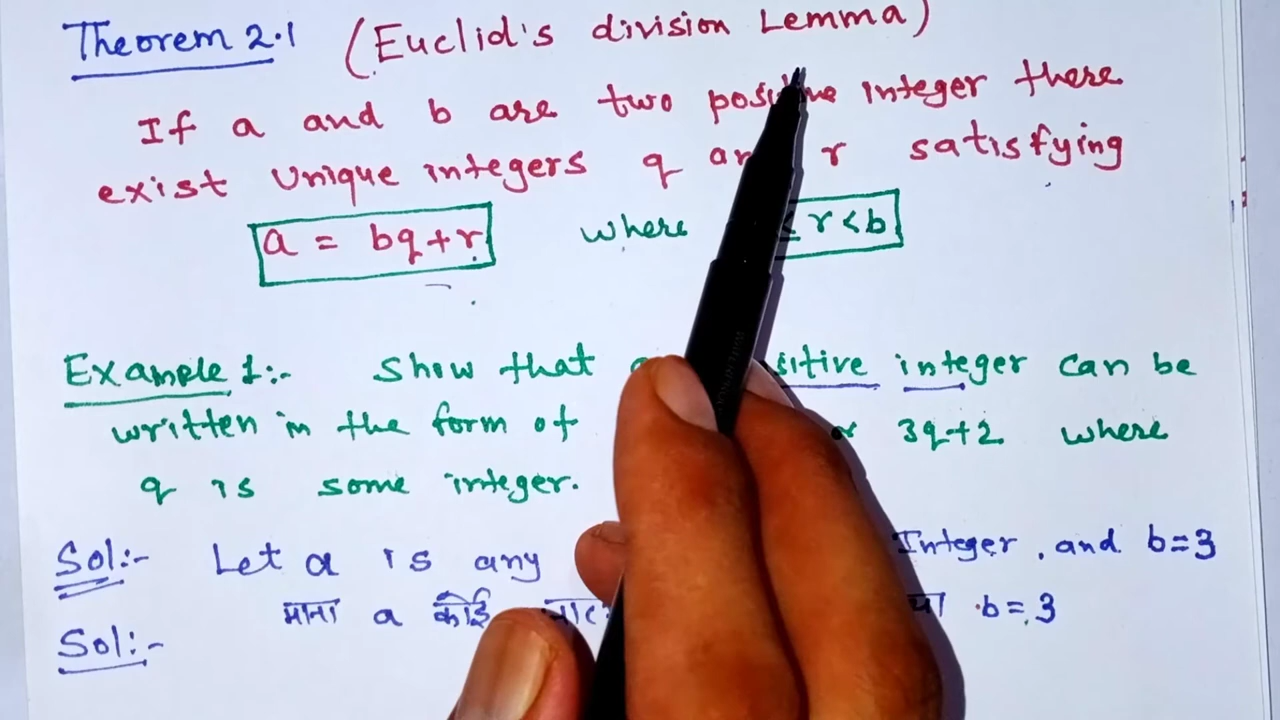 Theorem 2.1 (Euclid's division Lemma)
If a and b are two positive integer there
exist Unique integers q r satisfying
a = bq+r where ≤ r<b
Example 1:- Show that integer can be
written in the form of 3q+2 where
q is some integer.
Sol:- Let a is any Integer, and b=3
माना a कोई b=3
Sol:-